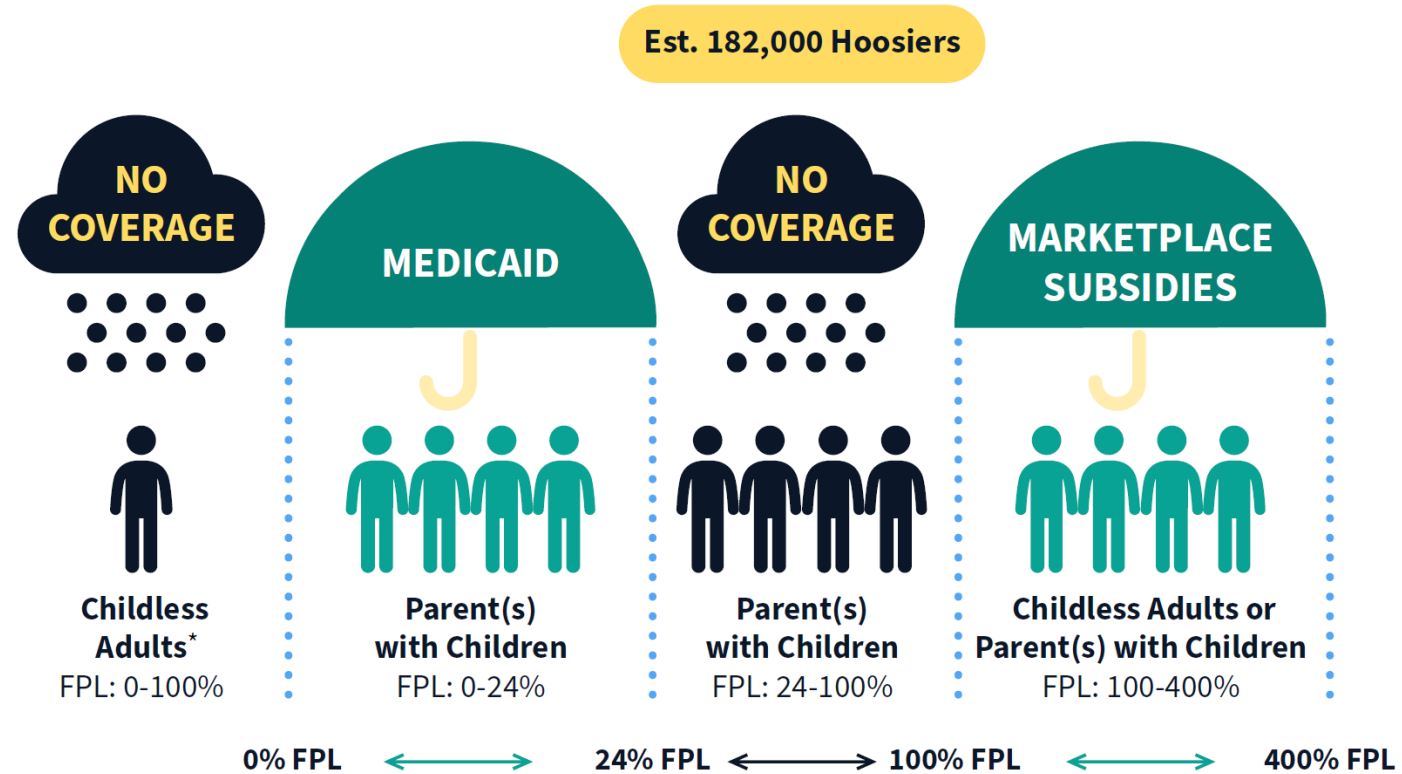 Est. 182,000 Hoosiers
NO
COVERAGE
MEDICAID
NO
COVERAGE
MARKETPLACE
SUBSIDIES
Childless
Adults*
FPL: 0-100%
Parent(s)
with Children
FPL: 0-24%
Parent(s)
with Children
FPL: 24-100%
Childless Adults or
Parent(s) with Children
FPL: 100-400%
0% FPL
24% FPL
100% FPL
400% FPL